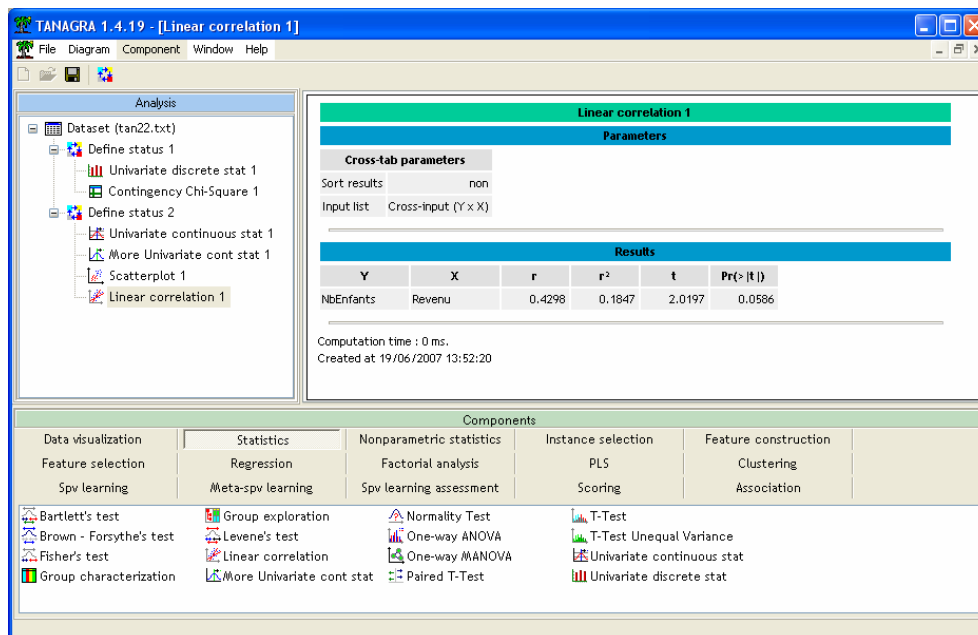 TANAGRA 1.4.19 - [Linear correlation 1]
File Diagram Component Window Help
Analysis
Dataset (tan22.txt)
Define status 1
Univariate discrete stat 1
Contingency Chi-Square 1
Define status 2
Univariate continuous stat 1
More Univariate cont stat 1
Scatterplot 1
Linear correlation 1
Linear correlation 1
Parameters
Cross-tab parameters
Sort results non
Input list Cross-input (Y x X)
Results
Y X r r² t Pr(>|t|)
NbEnfants Revenu 0.4298 0.1847 2.0197 0.0586
Computation time : 0 ms.
Created at 19/06/2007 13:52:20
Components
Data visualization Statistics Nonparametric statistics Instance selection Feature construction
Feature selection Regression Factorial analysis PLS Clustering
Spv learning Meta-spv learning Spv learning assessment Scoring Association
Bartlett's test Group exploration Normality Test T-Test
Brown - Forsythe's test Levene's test One-way ANOVA T-Test Unequal Variance
Fisher's test Linear correlation One-way MANOVA Univariate continuous stat
Group characterization More Univariate cont stat Paired T-Test Univariate discrete stat